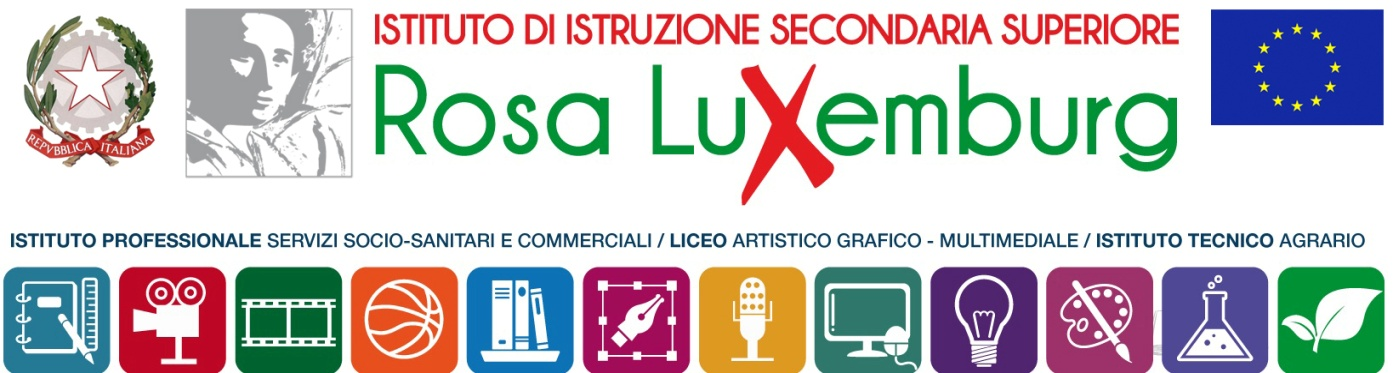 REPVBBLICA ITALIANA
ISTITUTO DI ISTRUZIONE SECONDARIA SUPERIORE
Rosa LuXemburg
ISTITUTO PROFESSIONALE SERVIZI SOCIO-SANITARI E COMMERCIALI / LICEO ARTISTICO GRAFICO - MULTIMEDIALE / ISTITUTO TECNICO AGRARIO